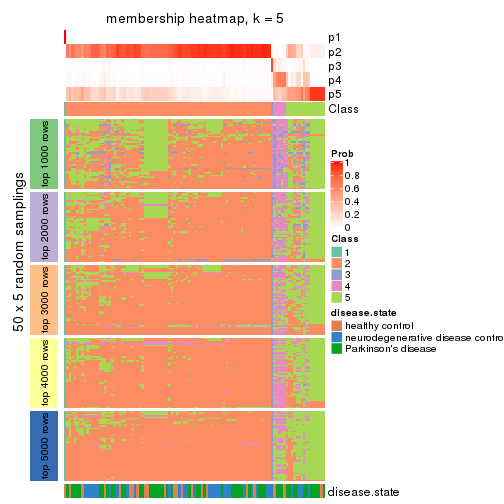 membership heatmap, k = 5
p1
p2
p3
p4
p5
Class
50 x 5 random samplings
top 1000 rows
top 2000 rows
top 3000 rows
top 4000 rows
top 5000 rows
Prob
1
0.8
0.6
0.4
0.2
0
Class
1
2
3
4
5
disease.state
healthy control
neurodegenerative disease contro
Parkinson's disease
disease.state